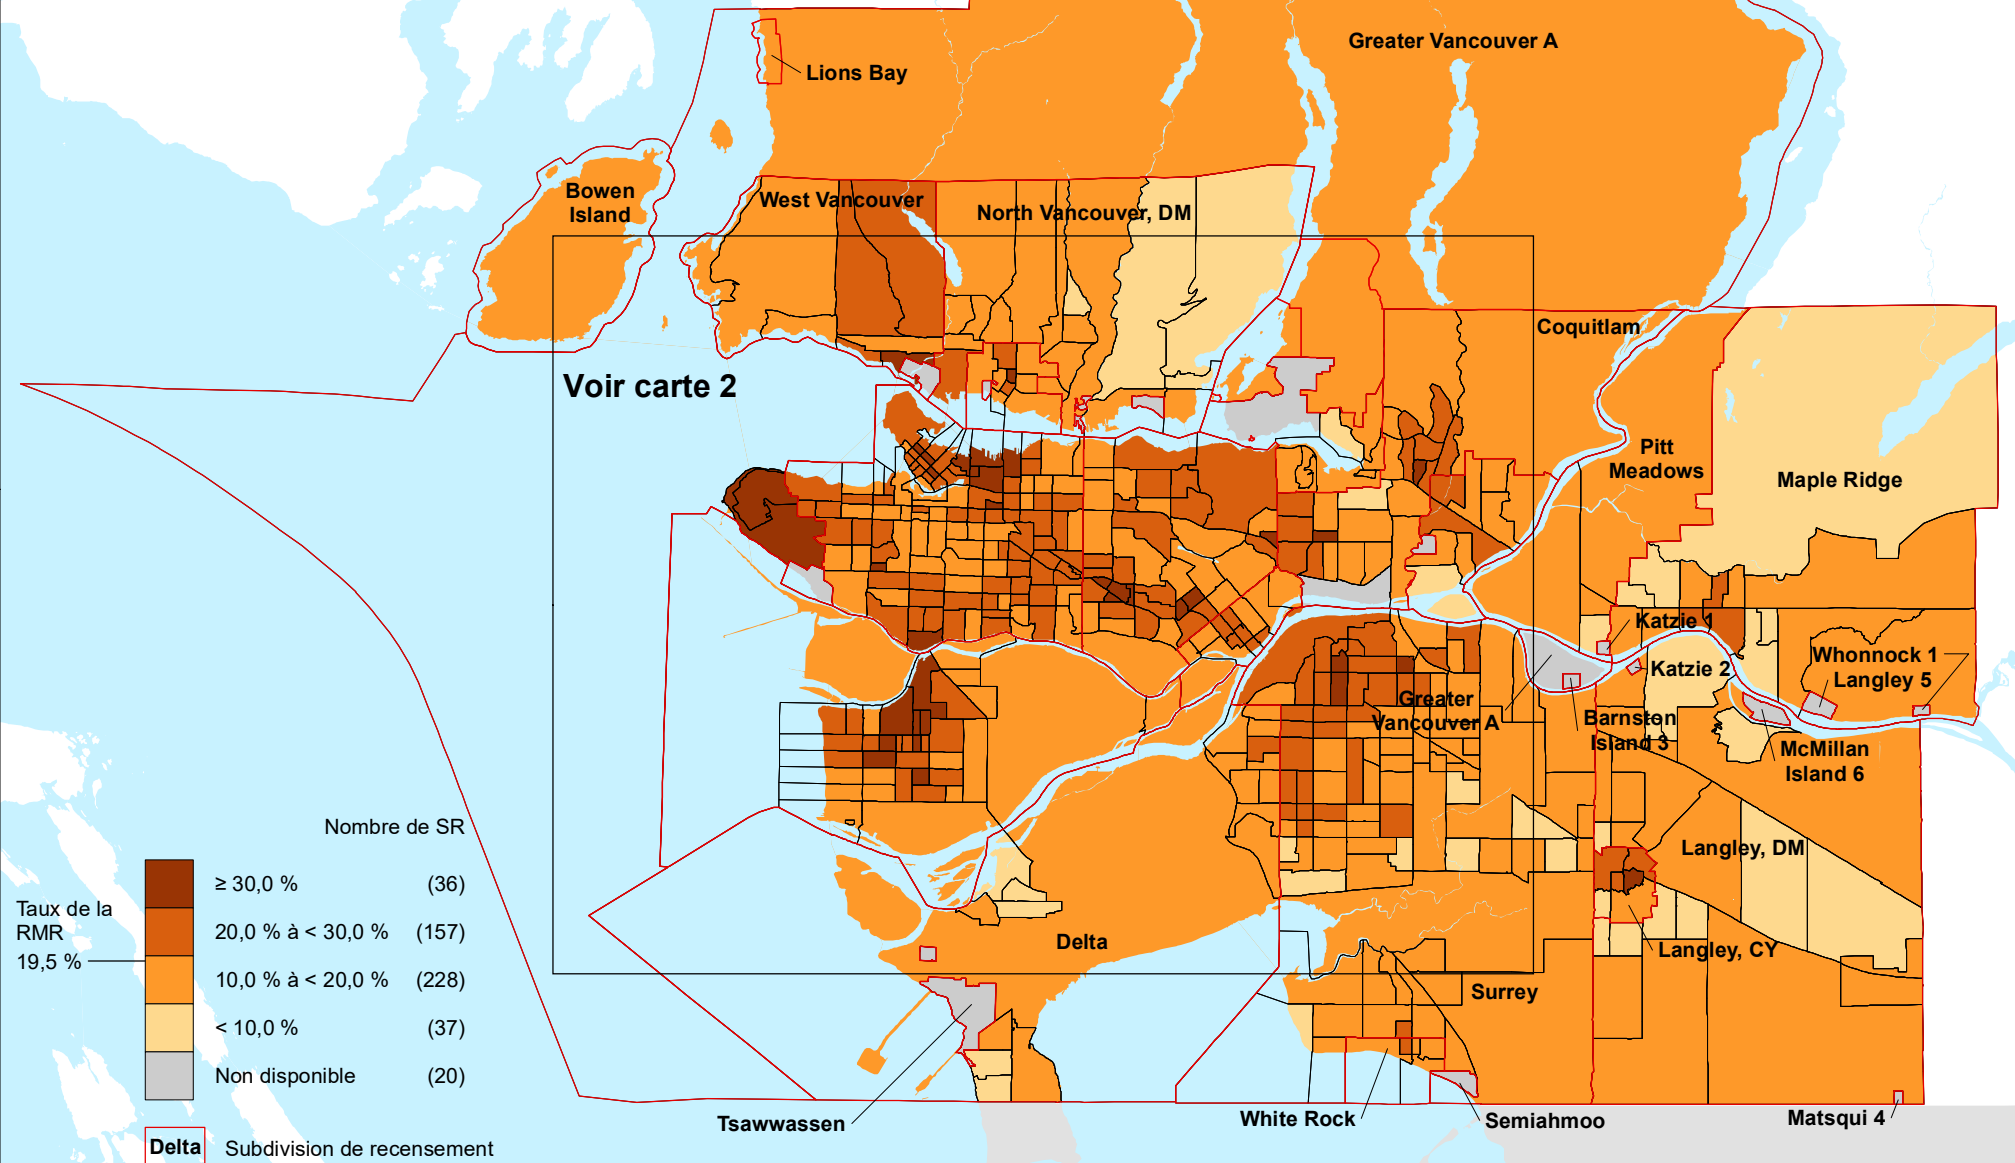 Greater Vancouver A
Lions Bay
Bowen
Island
West Vancouver
North Vancouver, DM
Coquitlam
Voir carte 2
Pitt
Meadows
Maple Ridge
Katzie 1
Katzie 2
Whonnock 1
Langley 5
Greater
Vancouver A
Barnston
Island 3
McMillan
Island 6
Langley, DM
Langley, CY
Delta
Surrey
Tsawwassen
White Rock
Semiahmoo
Matsqui 4
Nombre de SR
≥ 30,0 % (36)
20,0 % à < 30,0 % (157)
10,0 % à < 20,0 % (228)
< 10,0 % (37)
Non disponible (20)
Taux de la
RMR
19,5 %
Delta Subdivision de recensement